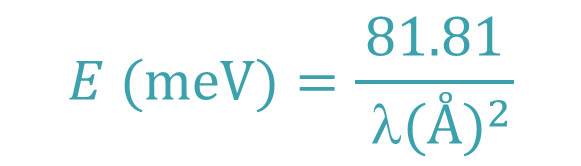 E (meV) = 81.81 / λ(Å)²